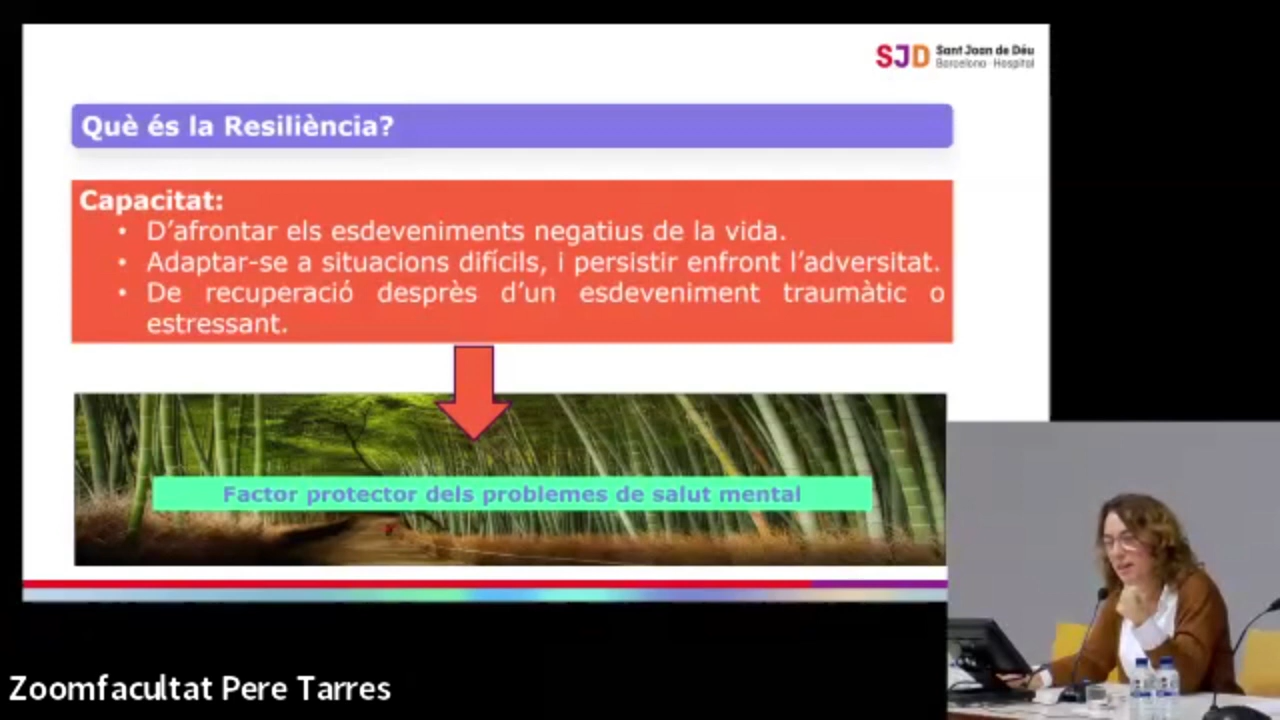 SJD Sant Joan de Déu
Barcelona · Hospital
Què és la Resiliència?
Capacitat:
• D’afrontar els esdeveniments negatius de la vida.
• Adaptar-se a situacions difícils, i persistir enfront l’adversitat.
• De recuperació desprès d’un esdeveniment traumàtic o
estressant.
Factor protector dels problemes de salut mental
Zoomfacultat Pere Tarres